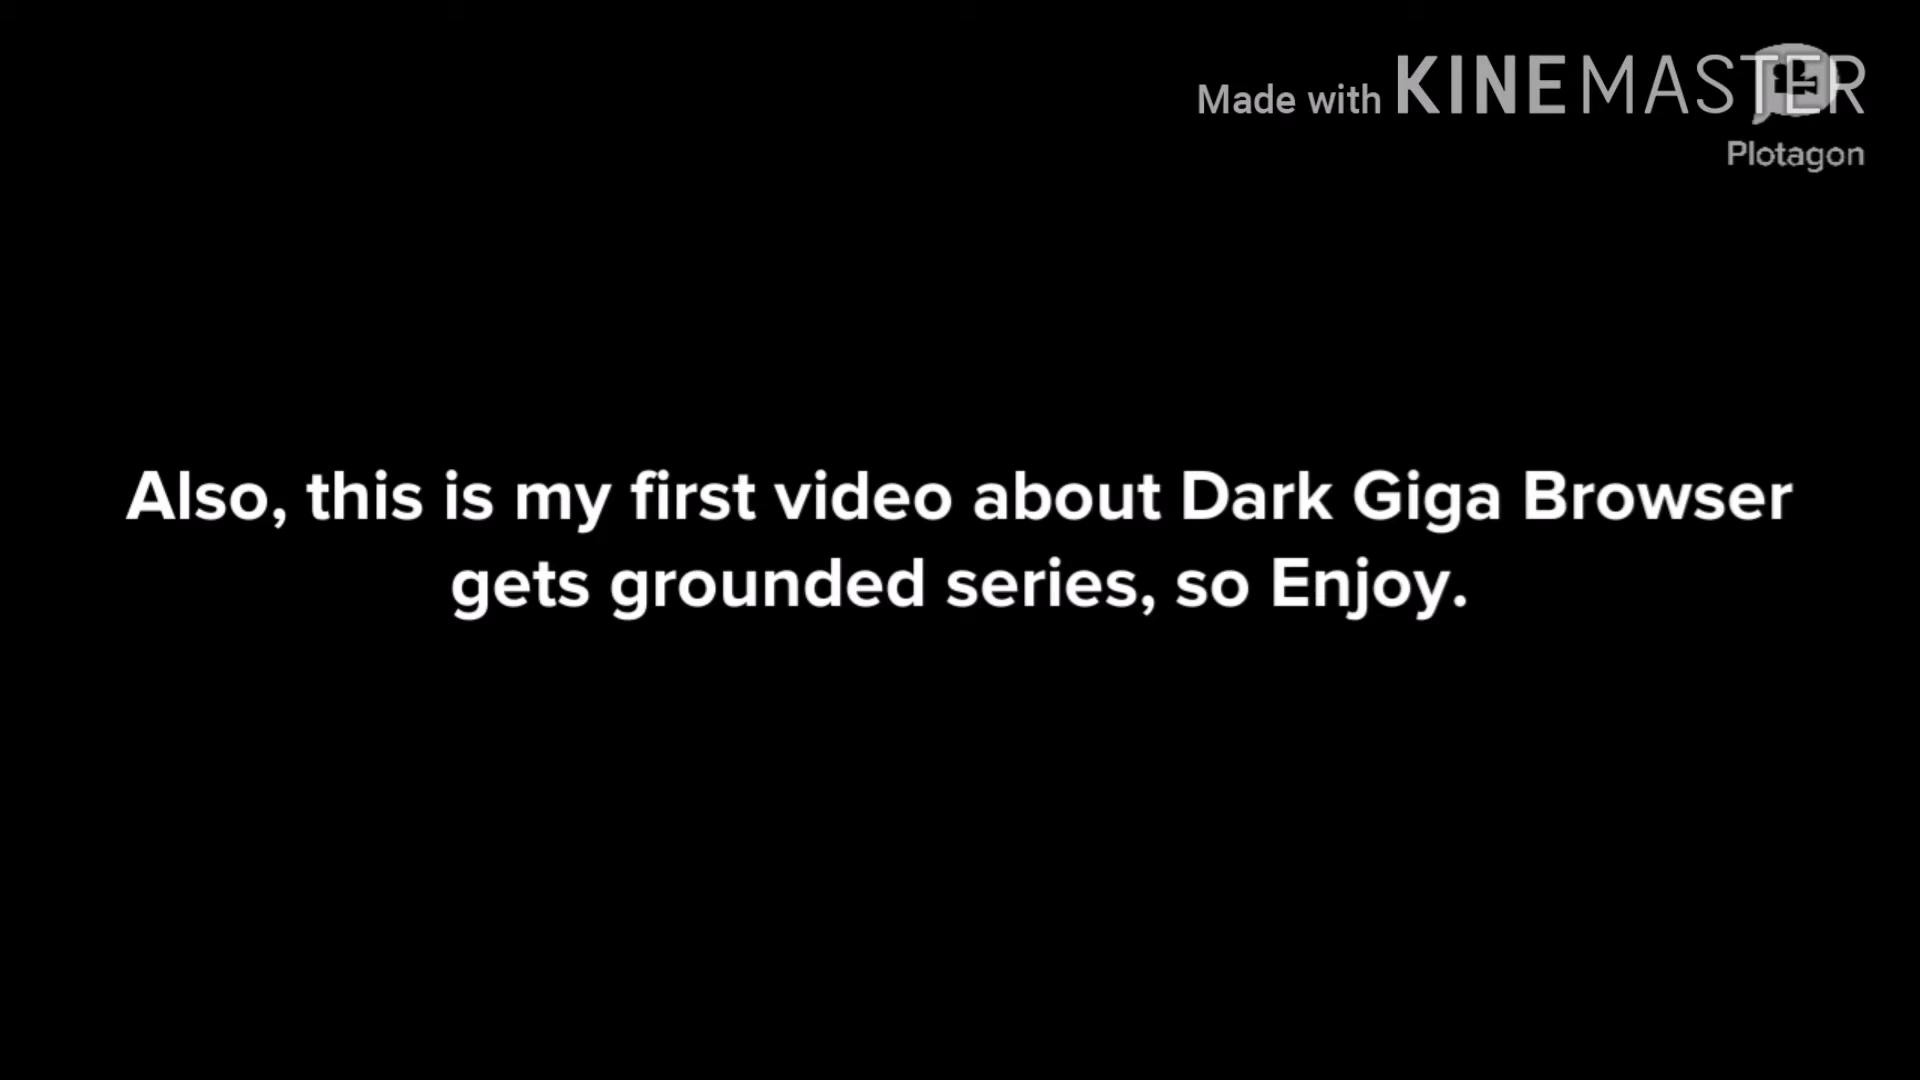 Made with KINEMASTER
Plotagon
Also, this is my first video about Dark Giga Browser
gets grounded series, so Enjoy.